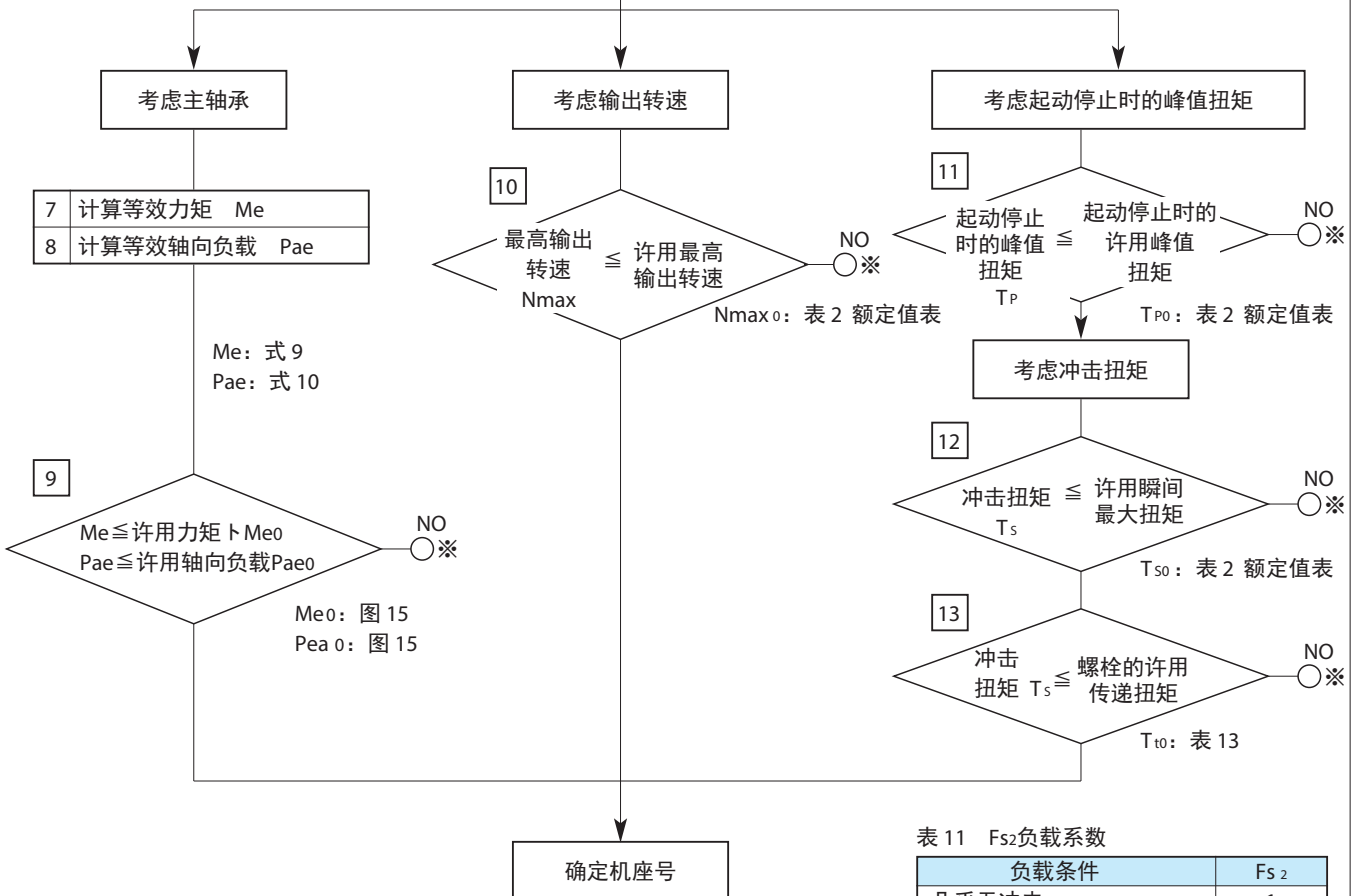 考虑主轴承
7 计算等效力矩 Me
8 计算等效轴向负载 Pae
Me：式 9
Pae：式 10
9
Me≦许用力矩トMe0
Pae≦许用轴向负载Pae0
NO
※
Me0：图 15
Pea 0：图 15
考虑输出转速
10
最高输出
转速
Nmax
≦
许用最高
输出转速
NO
※
Nmax 0：表 2 额定值表
考虑起动停止时的峰值扭矩
11
起动停止
时的峰值
扭矩
TP
≦
起动停止时的
许用峰值
扭矩
NO
※
TP0：表 2 额定值表
考虑冲击扭矩
12
冲击扭矩
TS
≦
许用瞬间
最大扭矩
NO
※
TS0：表 2 额定值表
13
冲击
扭矩 TS
≦
螺栓的许用
传递扭矩
NO
※
Tt0：表 13
确定机座号
表 11 Fs2负载系数
负载条件 Fs 2